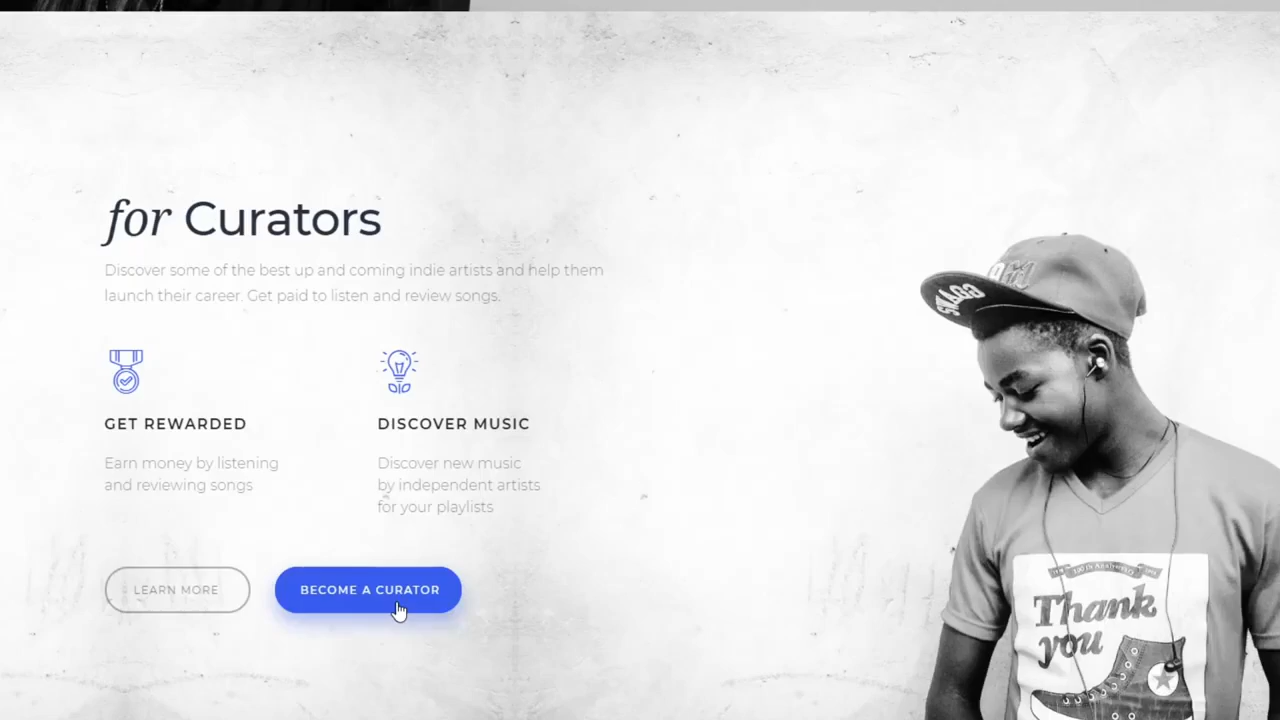 for Curators
Discover some of the best up and coming indie artists and help them
launch their career. Get paid to listen and review songs.
GET REWARDED
Earn money by listening
and reviewing songs
DISCOVER MUSIC
Discover new music
by independent artists
for your playlists
LEARN MORE
BECOME A CURATOR
SWAGG
Thank
you